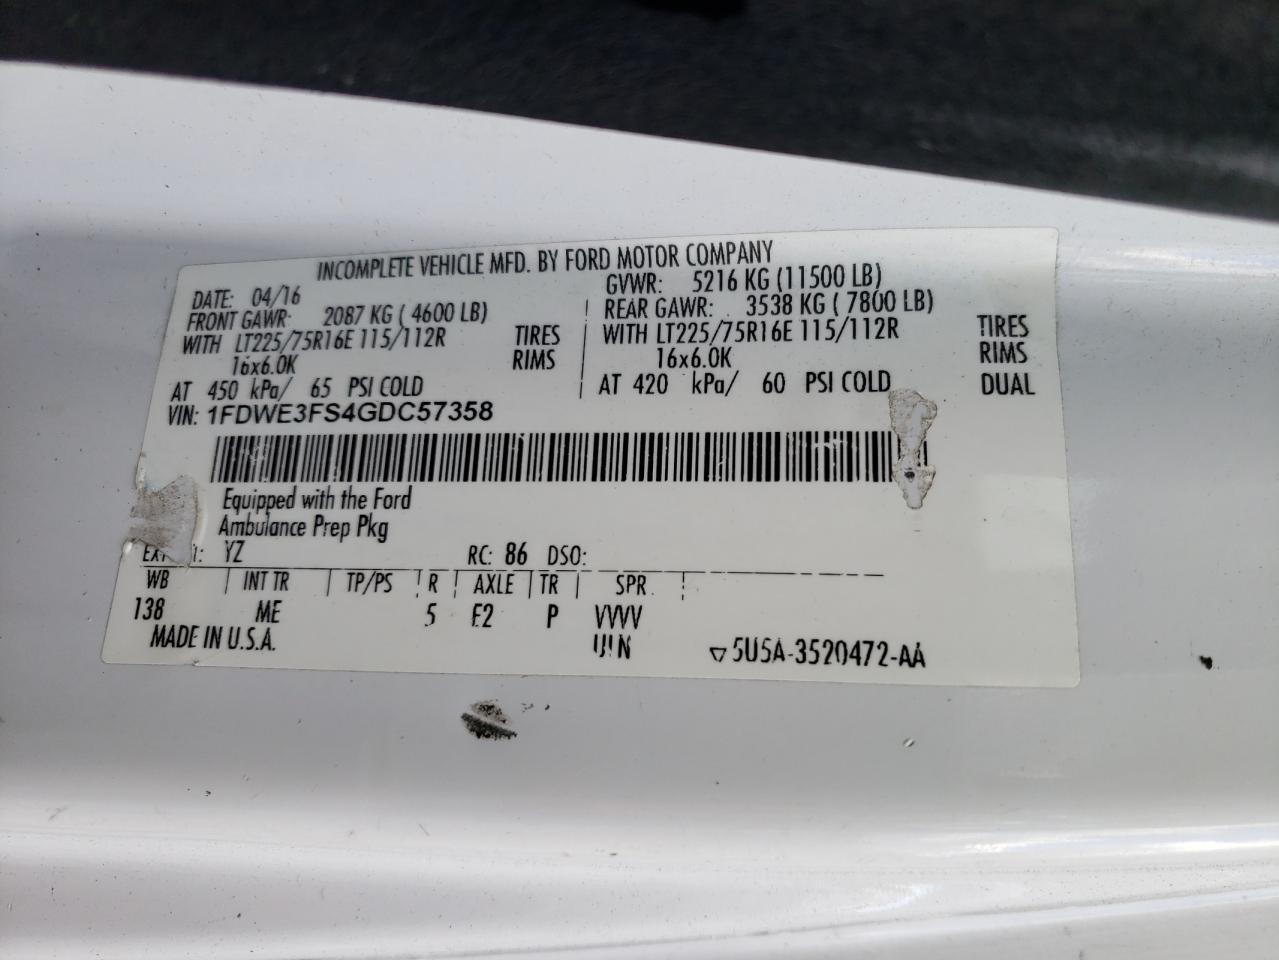 INCOMPLETE VEHICLE MFD. BY FORD MOTOR COMPANY
DATE: 04/16
FRONT GAWR: 2087 KG ( 4600 LB)
WITH LT225/75R16E 115/112R TIRES
16x6.0K RIMS
AT 450 kPa/ 65 PSI COLD
GVWR: 5216 KG (11500 LB)
REAR GAWR: 3538 KG ( 7800 LB)
WITH LT225/75R16E 115/112R TIRES
16x6.0K RIMS
AT 420 kPa/ 60 PSI COLD DUAL
VIN: 1FDWE3FS4GDC57358
Equipped with the Ford
Ambulance Prep Pkg
YZ RC: 86 DSO:
WB INT TR TP/PS R AXLE TR SPR
138 ME 5 F2 P VVVV
MADE IN U.S.A. 5U5A-3520472-AA